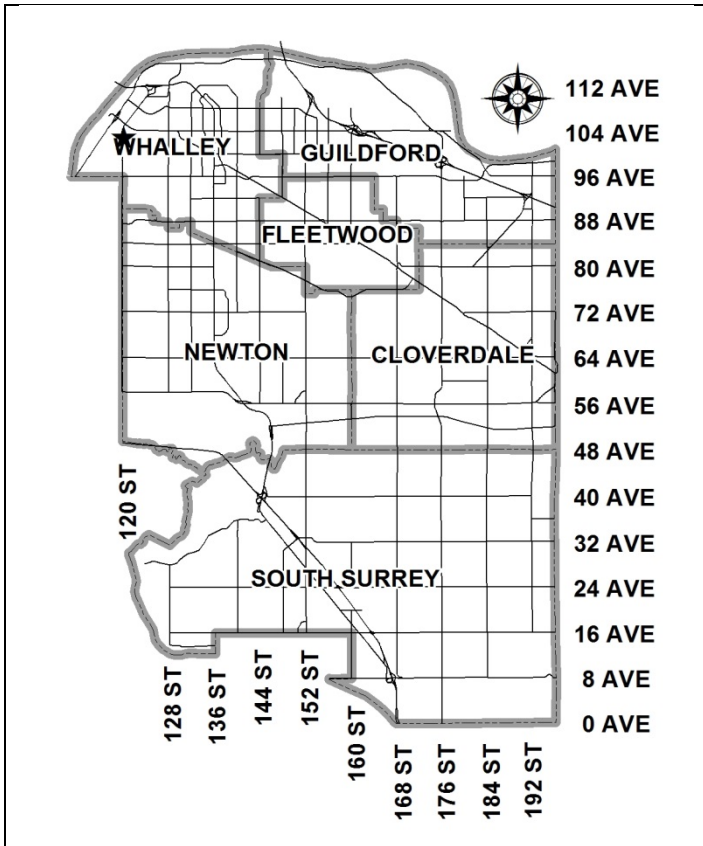 112 AVE
104 AVE
WHALLEY
GUILDFORD
96 AVE
88 AVE
FLEETWOOD
80 AVE
72 AVE
NEWTON
CLOVERDALE
64 AVE
56 AVE
48 AVE
120 ST
40 AVE
32 AVE
SOUTH SURREY
24 AVE
16 AVE
8 AVE
128 ST
136 ST
144 ST
152 ST
160 ST
0 AVE
168 ST
176 ST
184 ST
192 ST